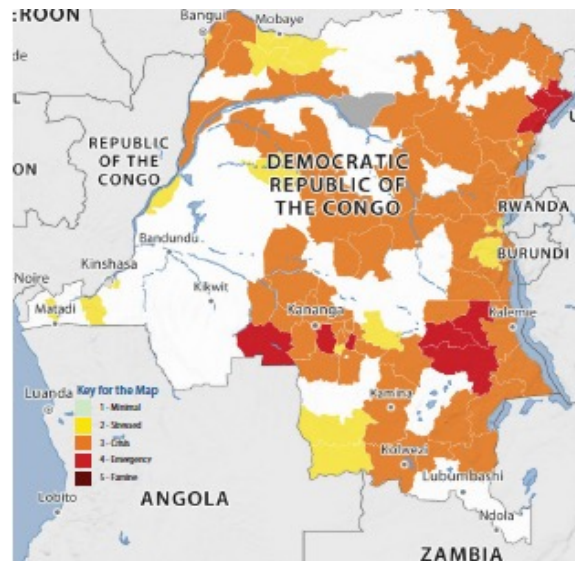 EROON
Bangui
Mobaye
de
EL
REPUBLIC
OF THE
CONGO
ON
DEMOCRATIC
REPUBLIC OF
THE CONGO
U
RWANDA
BURUNDI
Bandundu
Kinshasa
Noire
Matadi
Kikwit
Kananga
Kalemie
Key for the Map
1 - Minimal
2 - Stressed
3 - Crisis
4 - Emergency
5 - Famine
Luanda
Kamina
Kolwezi
Lubumbashi
Lobito
ANGOLA
Ndola
ZAMBIA